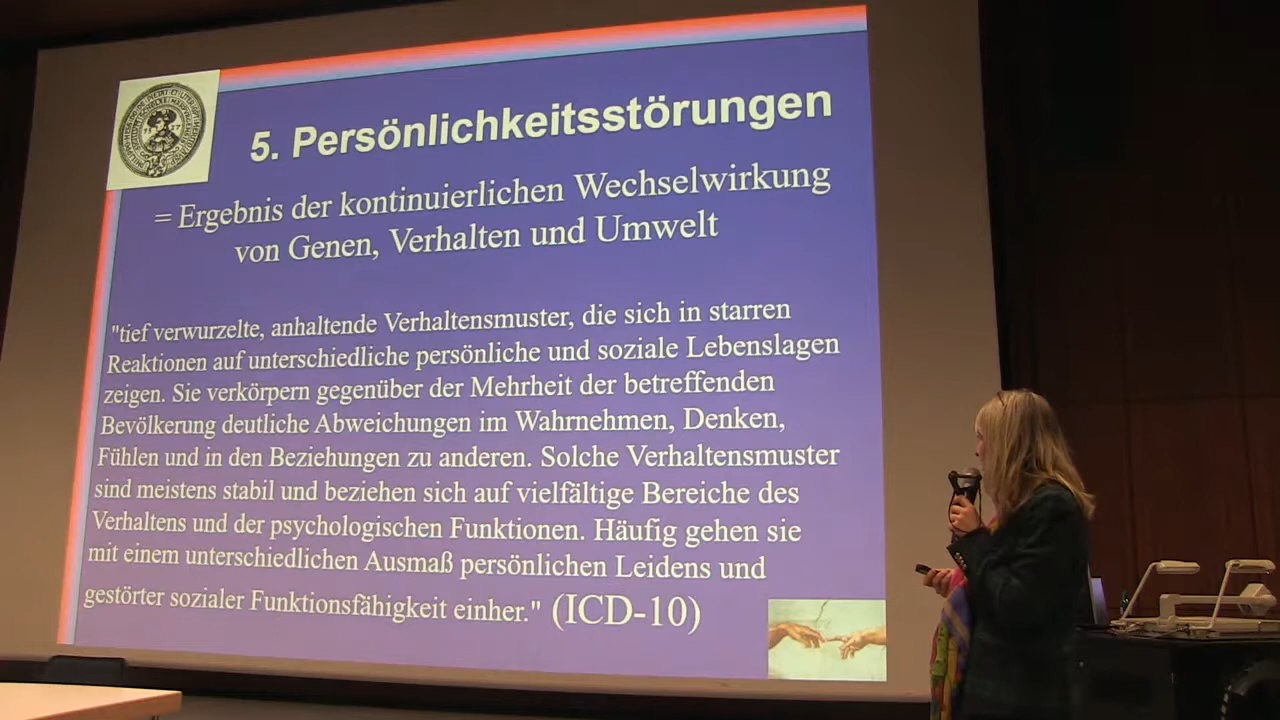 5. Persönlichkeitsstörungen
= Ergebnis der kontinuierlichen Wechselwirkung
von Genen, Verhalten und Umwelt
"tief verwurzelte, anhaltende Verhaltensmuster, die sich in starren
Reaktionen auf unterschiedliche persönliche und soziale Lebenslagen
zeigen. Sie verkörpern gegenüber der Mehrheit der betreffenden
Bevölkerung deutliche Abweichungen im Wahrnehmen, Denken,
Fühlen und in den Beziehungen zu anderen. Solche Verhaltensmuster
sind meistens stabil und beziehen sich auf vielfältige Bereiche des
Verhaltens und der psychologischen Funktionen. Häufig gehen sie
mit einem unterschiedlichen Ausmaß persönlichen Leidens und
gestörter sozialer Funktionsfähigkeit einher." (ICD-10)